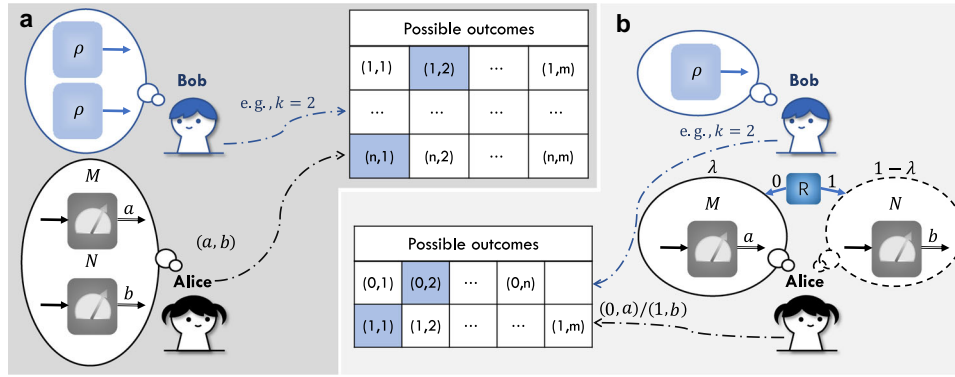 a
ρ
ρ
Bob
e.g., k = 2
M
a
N
b
(a, b)
Alice
Possible outcomes
(1,1) (1,2) ... (1,m)
... ... ...
(n,1) (n,2) ... (n,m)
b
ρ
Bob
e.g., k = 2
λ
0 R 1
1 − λ
M
a
N
b
Alice
Possible outcomes
(0,1) (0,2) ... (0,n)
(1,1) (1,2) ... ... (1,m)
(0, a)/(1, b)